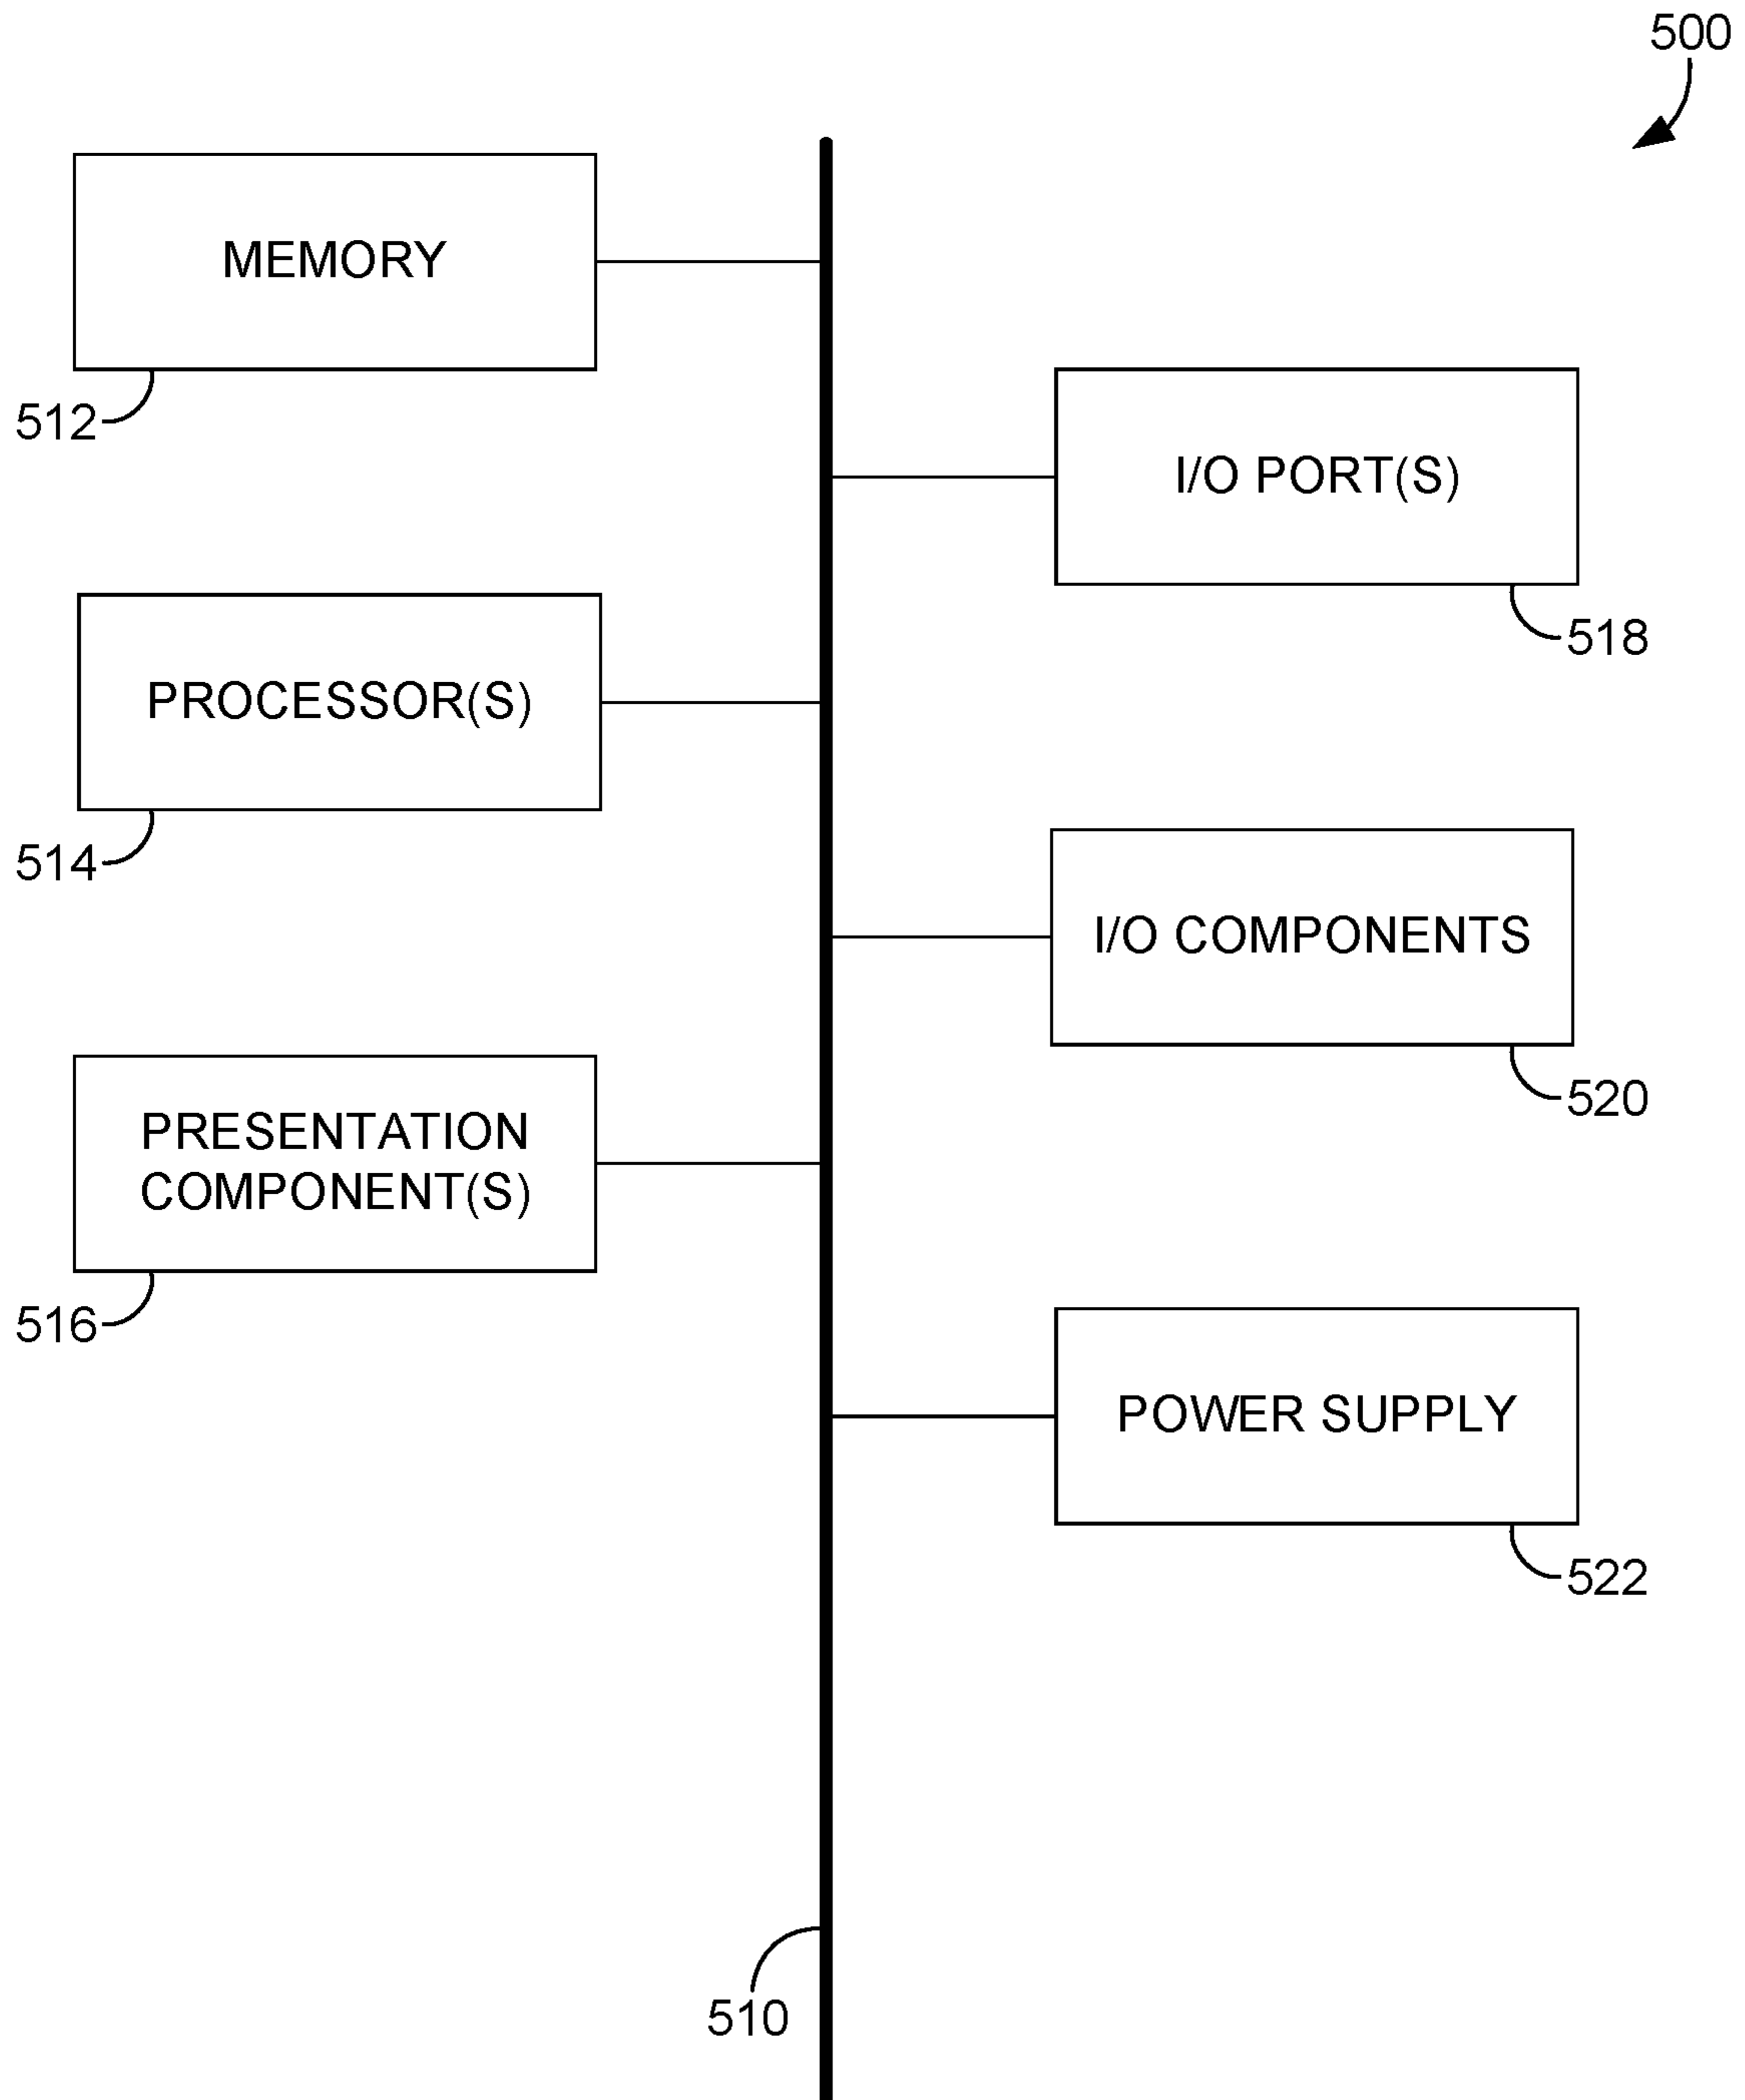 500
MEMORY
512
I/O PORT(S)
518
PROCESSOR(S)
514
I/O COMPONENTS
520
PRESENTATION
COMPONENT(S)
516
POWER SUPPLY
522
510